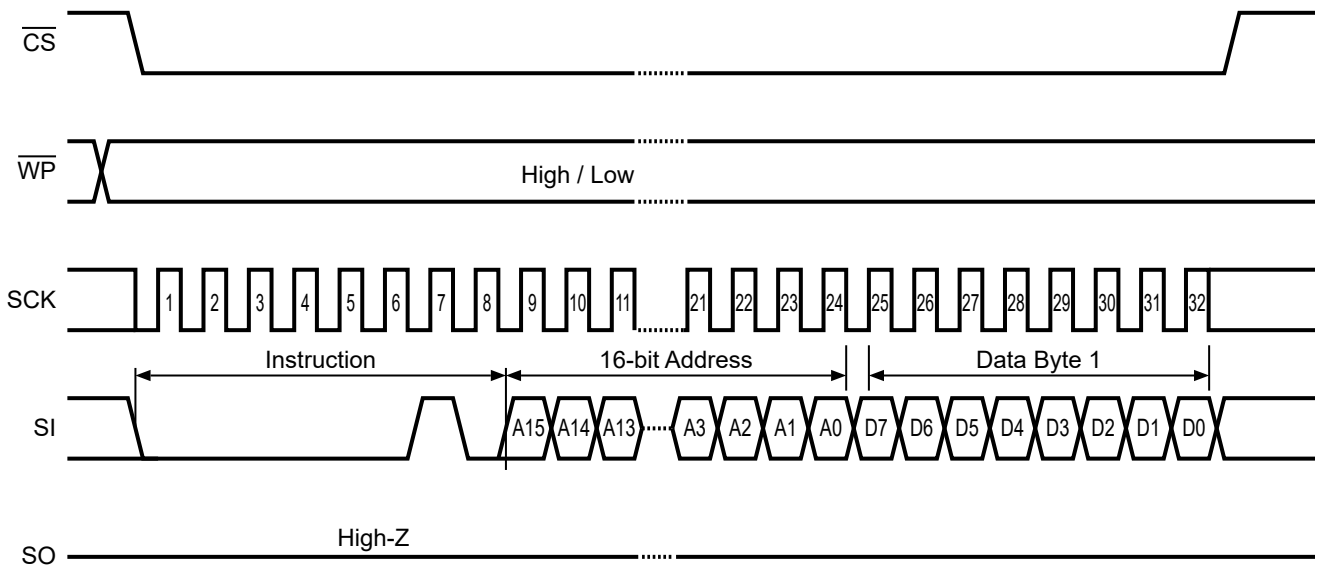 C̅S̅
W̅P̅
High / Low
SCK
1 2 3 4 5 6 7 8 9 10 11 21 22 23 24 25 26 27 28 29 30 31 32
Instruction 16-bit Address Data Byte 1
SI
A15 A14 A13 A3 A2 A1 A0 D7 D6 D5 D4 D3 D2 D1 D0
High-Z
SO